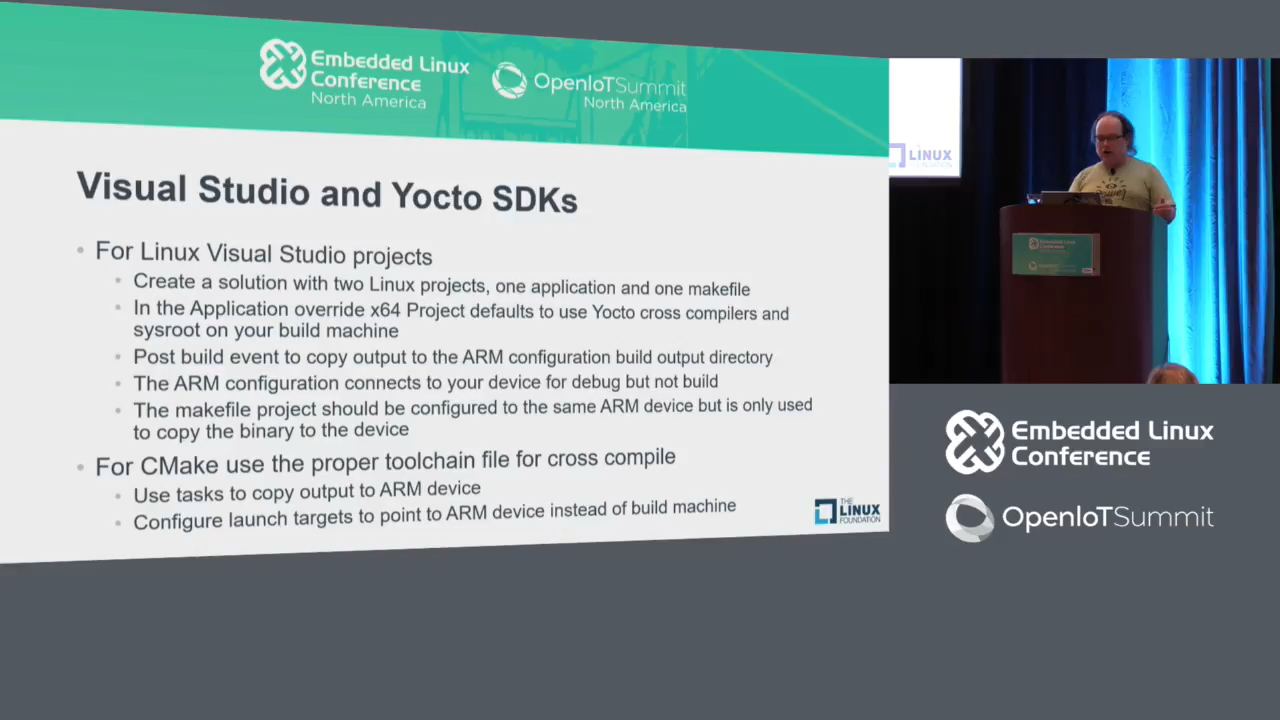 Embedded Linux
Conference
North America
OpenIoTSummit
North America
Visual Studio and Yocto SDKs
• For Linux Visual Studio projects
• Create a solution with two Linux projects, one application and one makefile
• In the Application override x64 Project defaults to use Yocto cross compilers and
sysroot on your build machine
• Post build event to copy output to the ARM configuration build output directory
• The ARM configuration connects to your device for debug but not build
• The makefile project should be configured to the same ARM device but is only used
to copy the binary to the device
• For CMake use the proper toolchain file for cross compile
• Use tasks to copy output to ARM device
• Configure launch targets to point to ARM device instead of build machine
THE
LINUX
FOUNDATION
LINUX
Embedded Linux
Conference
OpenIoTSummit